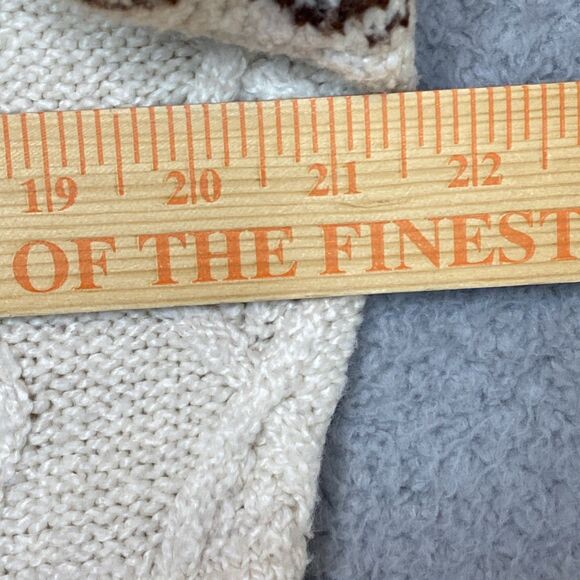 19 20 21 22
OF THE FINEST